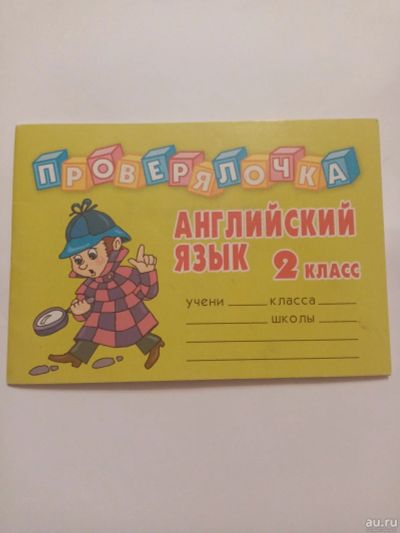 ПРОВЕРЯЛОЧКА
АНГЛИЙСКИЙ
ЯЗЫК 2 КЛАСС
учени класса
школы
au.ru